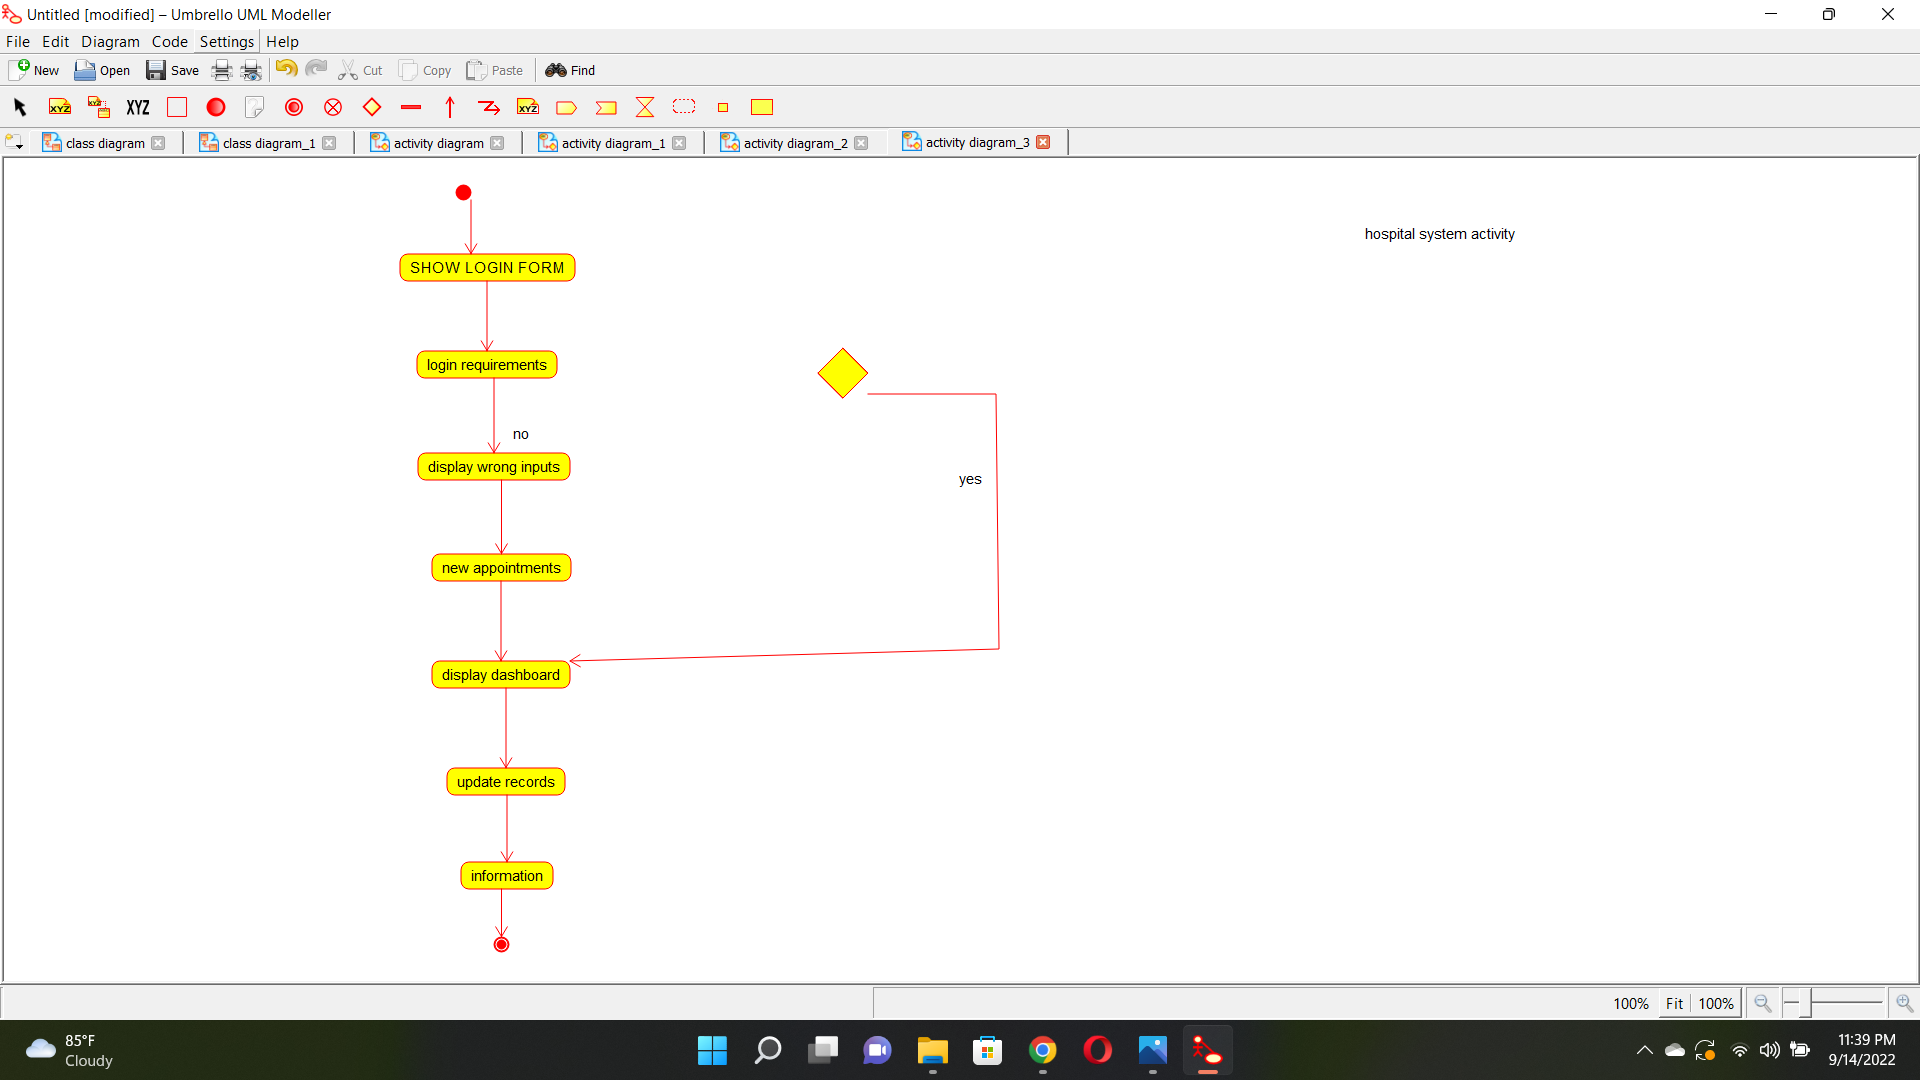 Untitled [modified] – Umbrello UML Modeller
File Edit Diagram Code Settings Help
New Open Save Cut Copy Paste Find
XYZ XYZ XYZ XYZ
class diagram class diagram_1 activity diagram activity diagram_1 activity diagram_2 activity diagram_3
hospital system activity
SHOW LOGIN FORM
login requirements
no
display wrong inputs
yes
new appointments
display dashboard
update records
information
100% Fit 100%
85°F
Cloudy
11:39 PM
9/14/2022